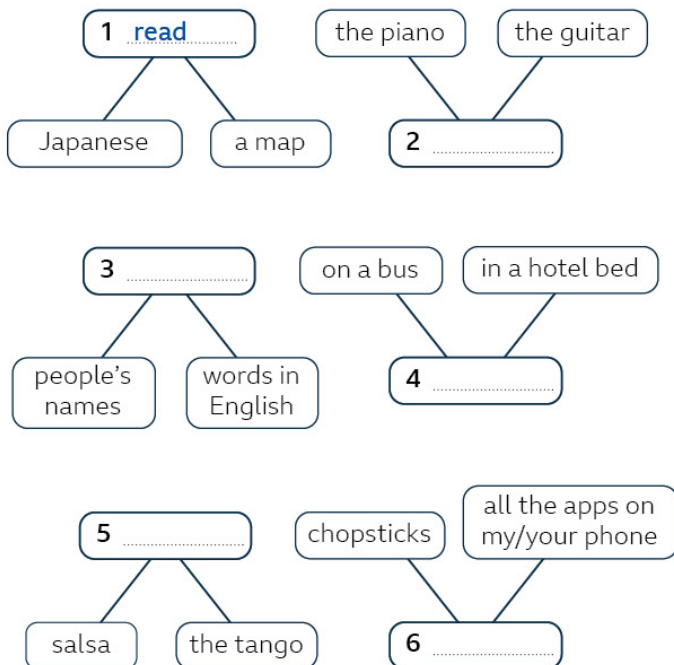 1 read
the piano
the guitar
Japanese
a map
2
3
on a bus
in a hotel bed
people's
names
words in
English
4
5
chopsticks
all the apps on
my/your phone
salsa
the tango
6